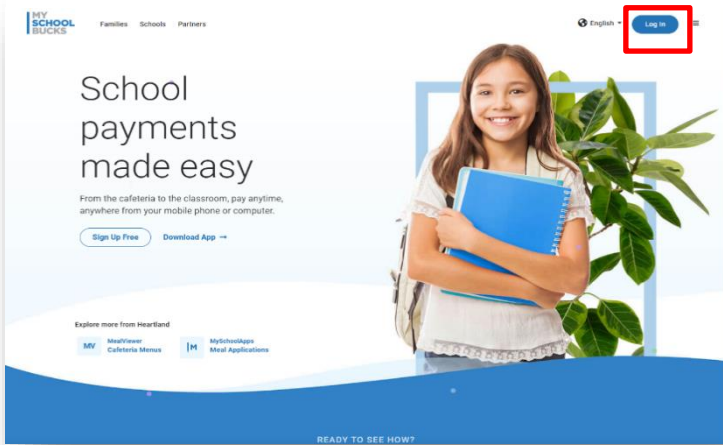 MY
SCHOOL
BUCKS
Families Schools Partners
English
Log In
School
payments
made easy
From the cafeteria to the classroom, pay anytime,
anywhere from your mobile phone or computer.
Sign Up Free
Download App →
Explore more from Heartland
MV
MealViewer
Cafeteria Menus
|M
MySchoolApps
Meal Applications
READY TO SEE HOW?